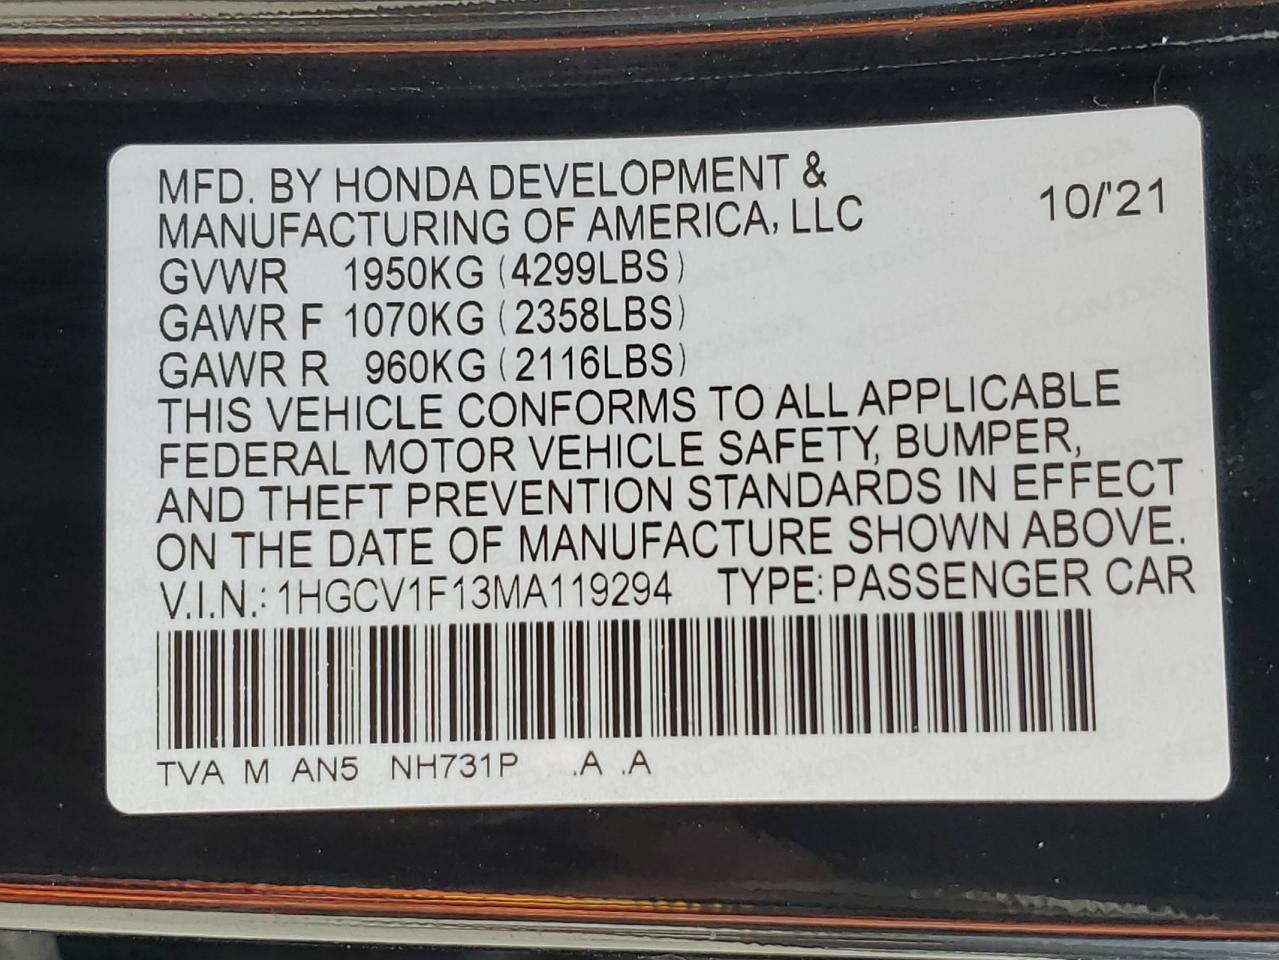 MFD. BY HONDA DEVELOPMENT &
MANUFACTURING OF AMERICA, LLC
10/'21
GVWR 1950KG (4299LBS)
GAWR F 1070KG (2358LBS)
GAWR R 960KG (2116LBS)
THIS VEHICLE CONFORMS TO ALL APPLICABLE
FEDERAL MOTOR VEHICLE SAFETY, BUMPER,
AND THEFT PREVENTION STANDARDS IN EFFECT
ON THE DATE OF MANUFACTURE SHOWN ABOVE.
V.I.N.: 1HGCV1F13MA119294 TYPE: PASSENGER CAR
TVA M AN5 NH731P .A .A